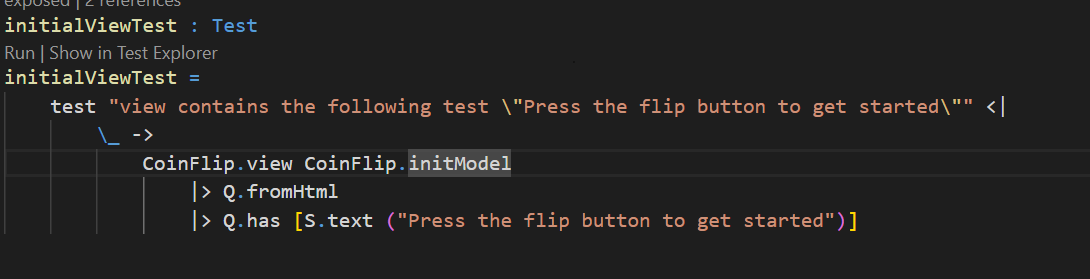 exposed | 2 references
initialViewTest : Test
Run | Show in Test Explorer
initialViewTest =
test "view contains the following test \"Press the flip button to get started\"" <|
\_ ->
CoinFlip.view CoinFlip.initModel
|> Q.fromHtml
|> Q.has [S.text ("Press the flip button to get started")]